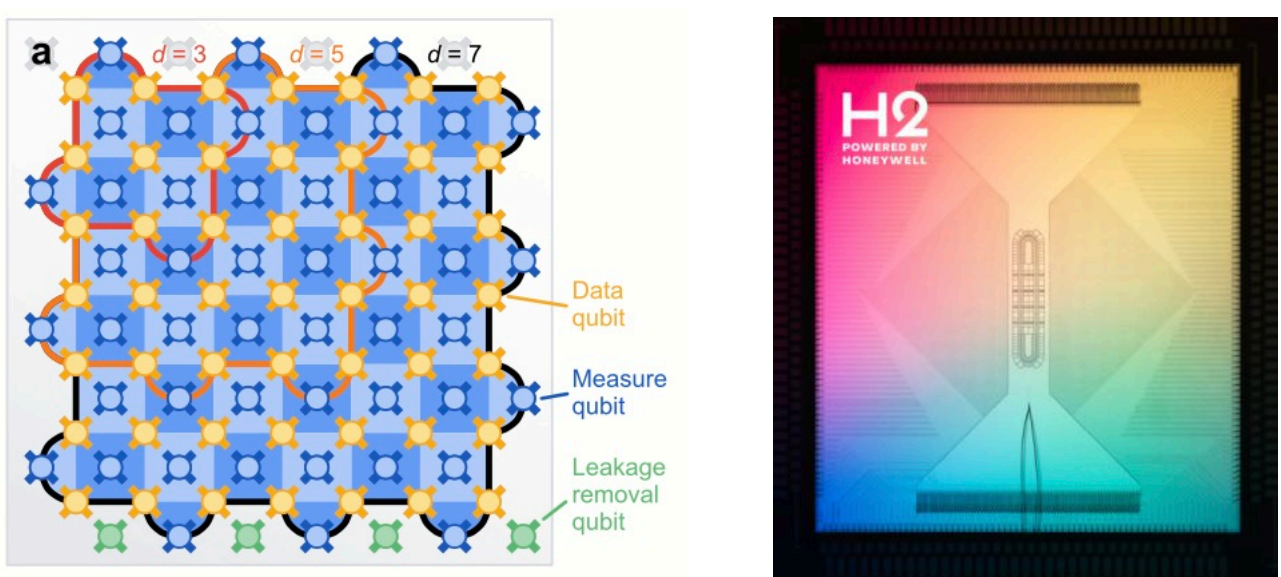 a
d = 3
d = 5
d = 7
Data
qubit
Measure
qubit
Leakage
removal
qubit
H2
POWERED BY
HONEYWELL